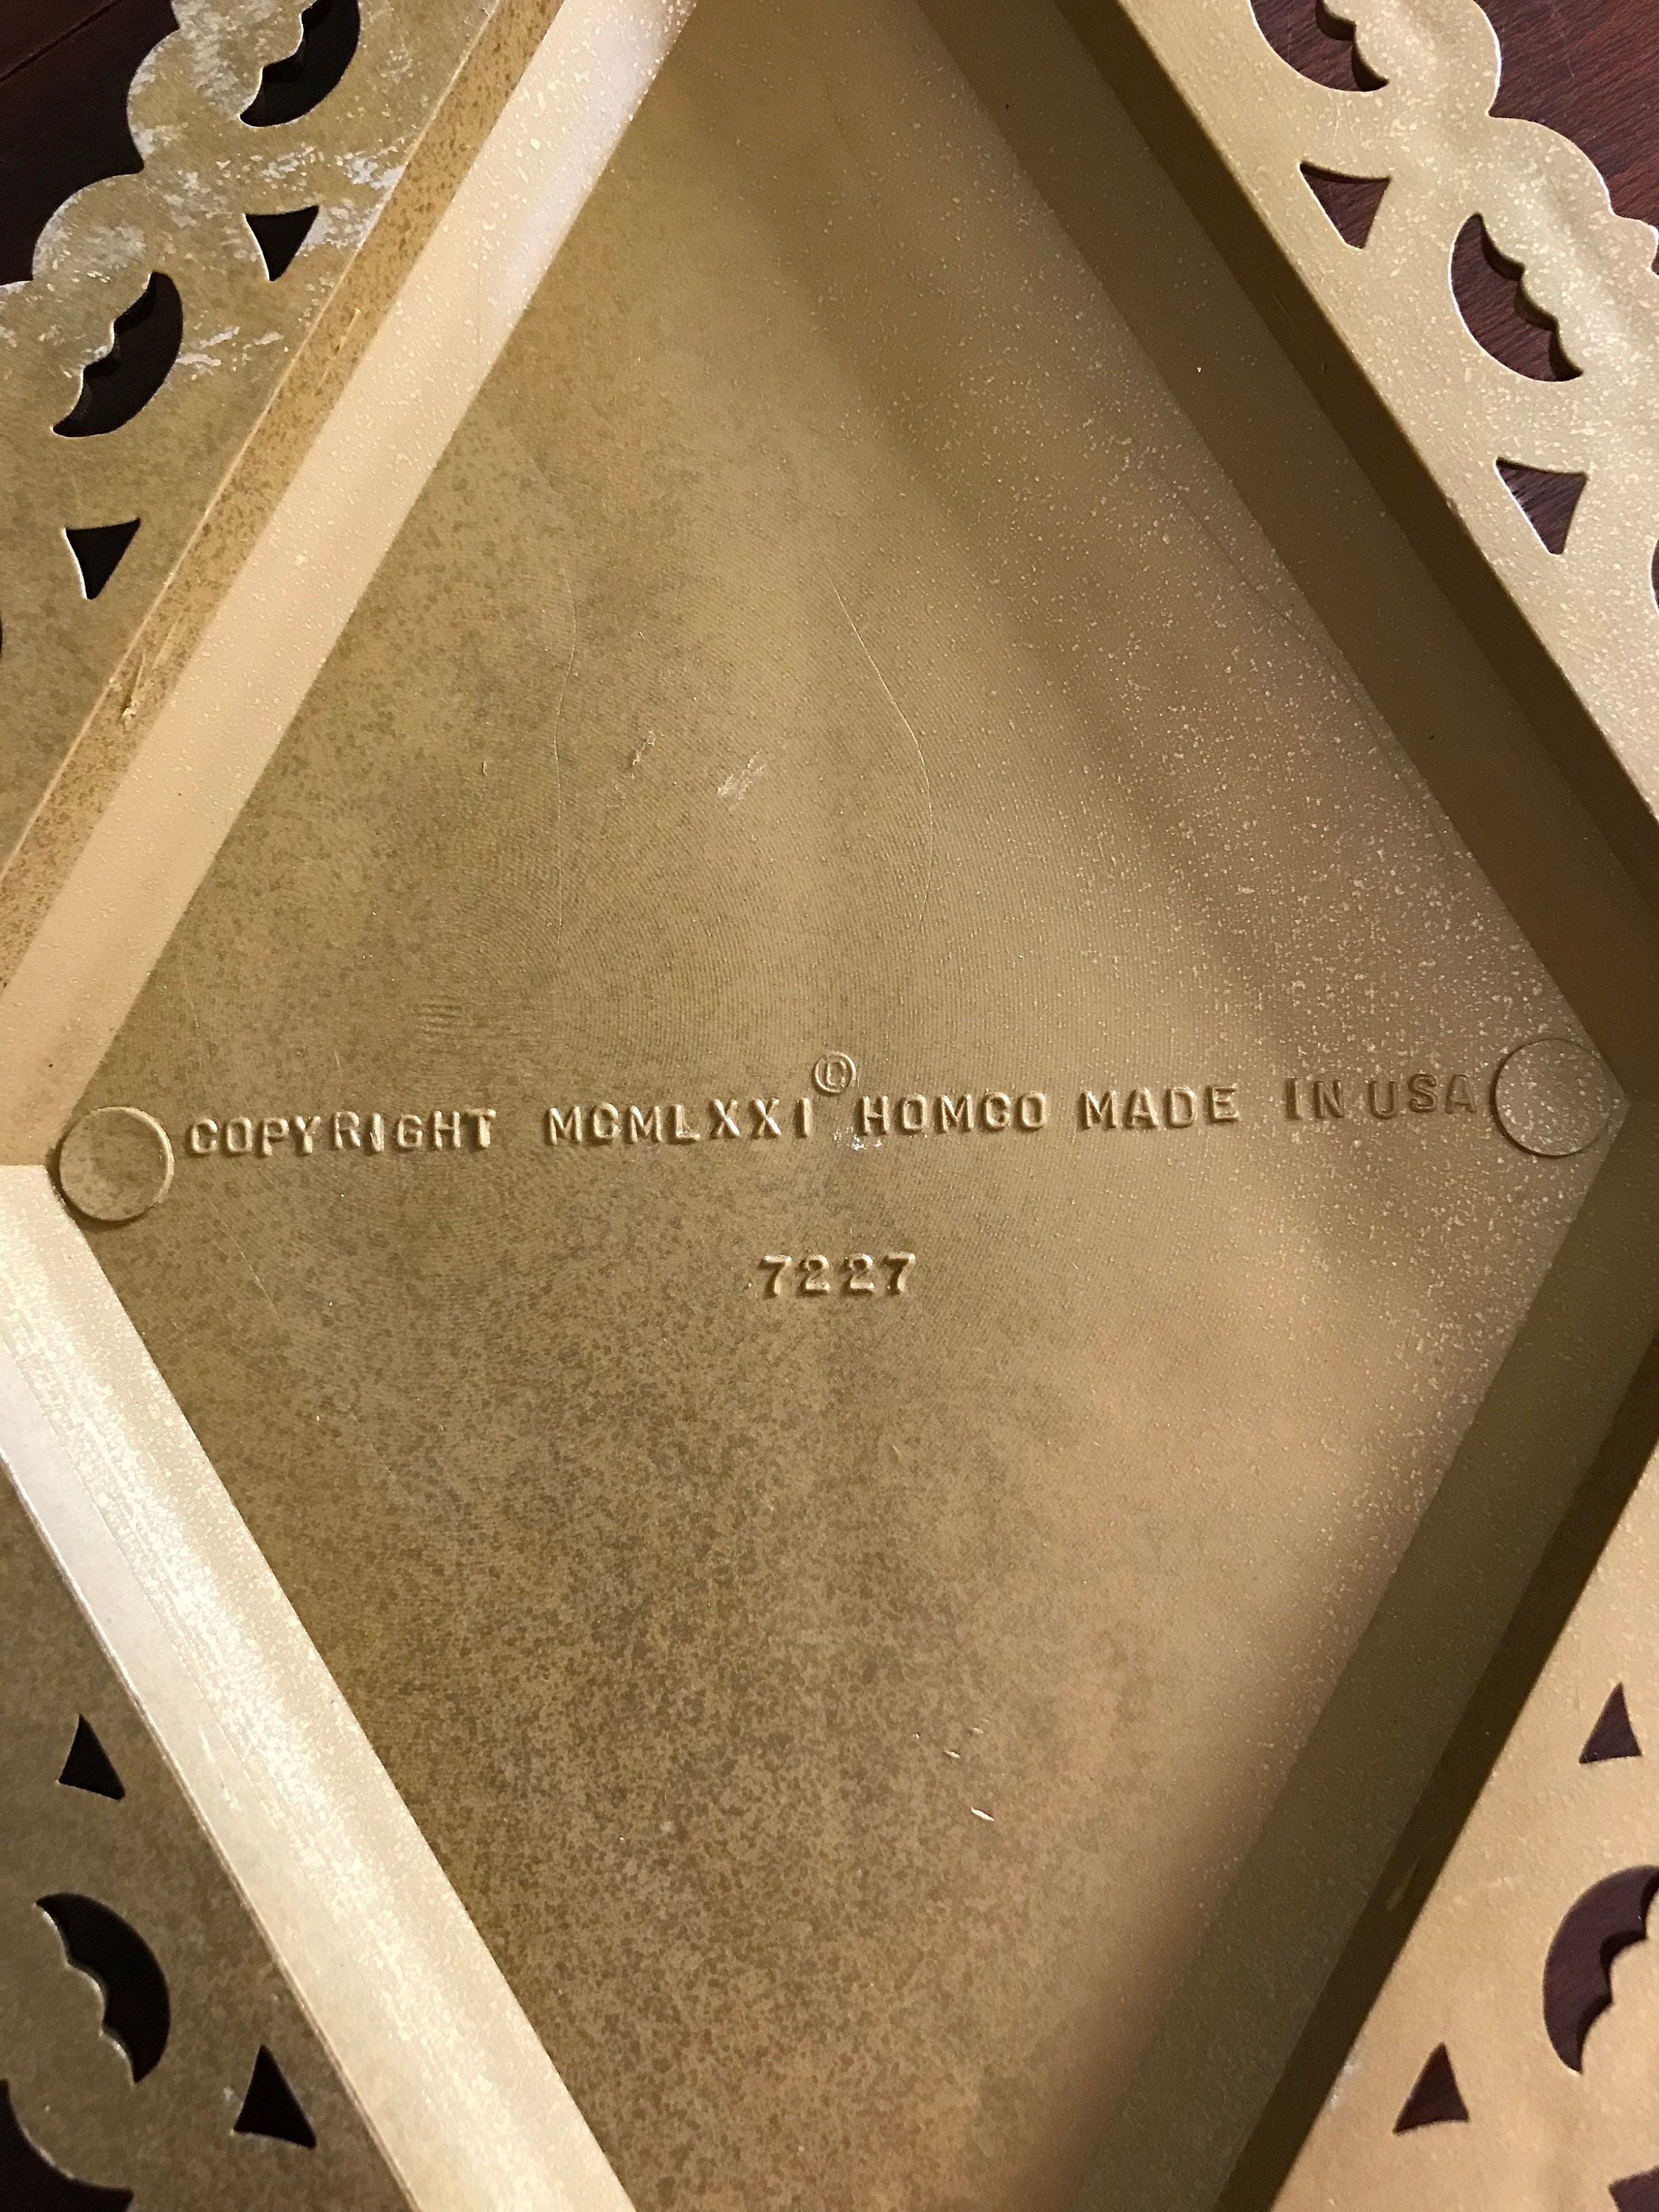 COPYRIGHT MCMLXXI © HOMCO MADE IN USA
7227